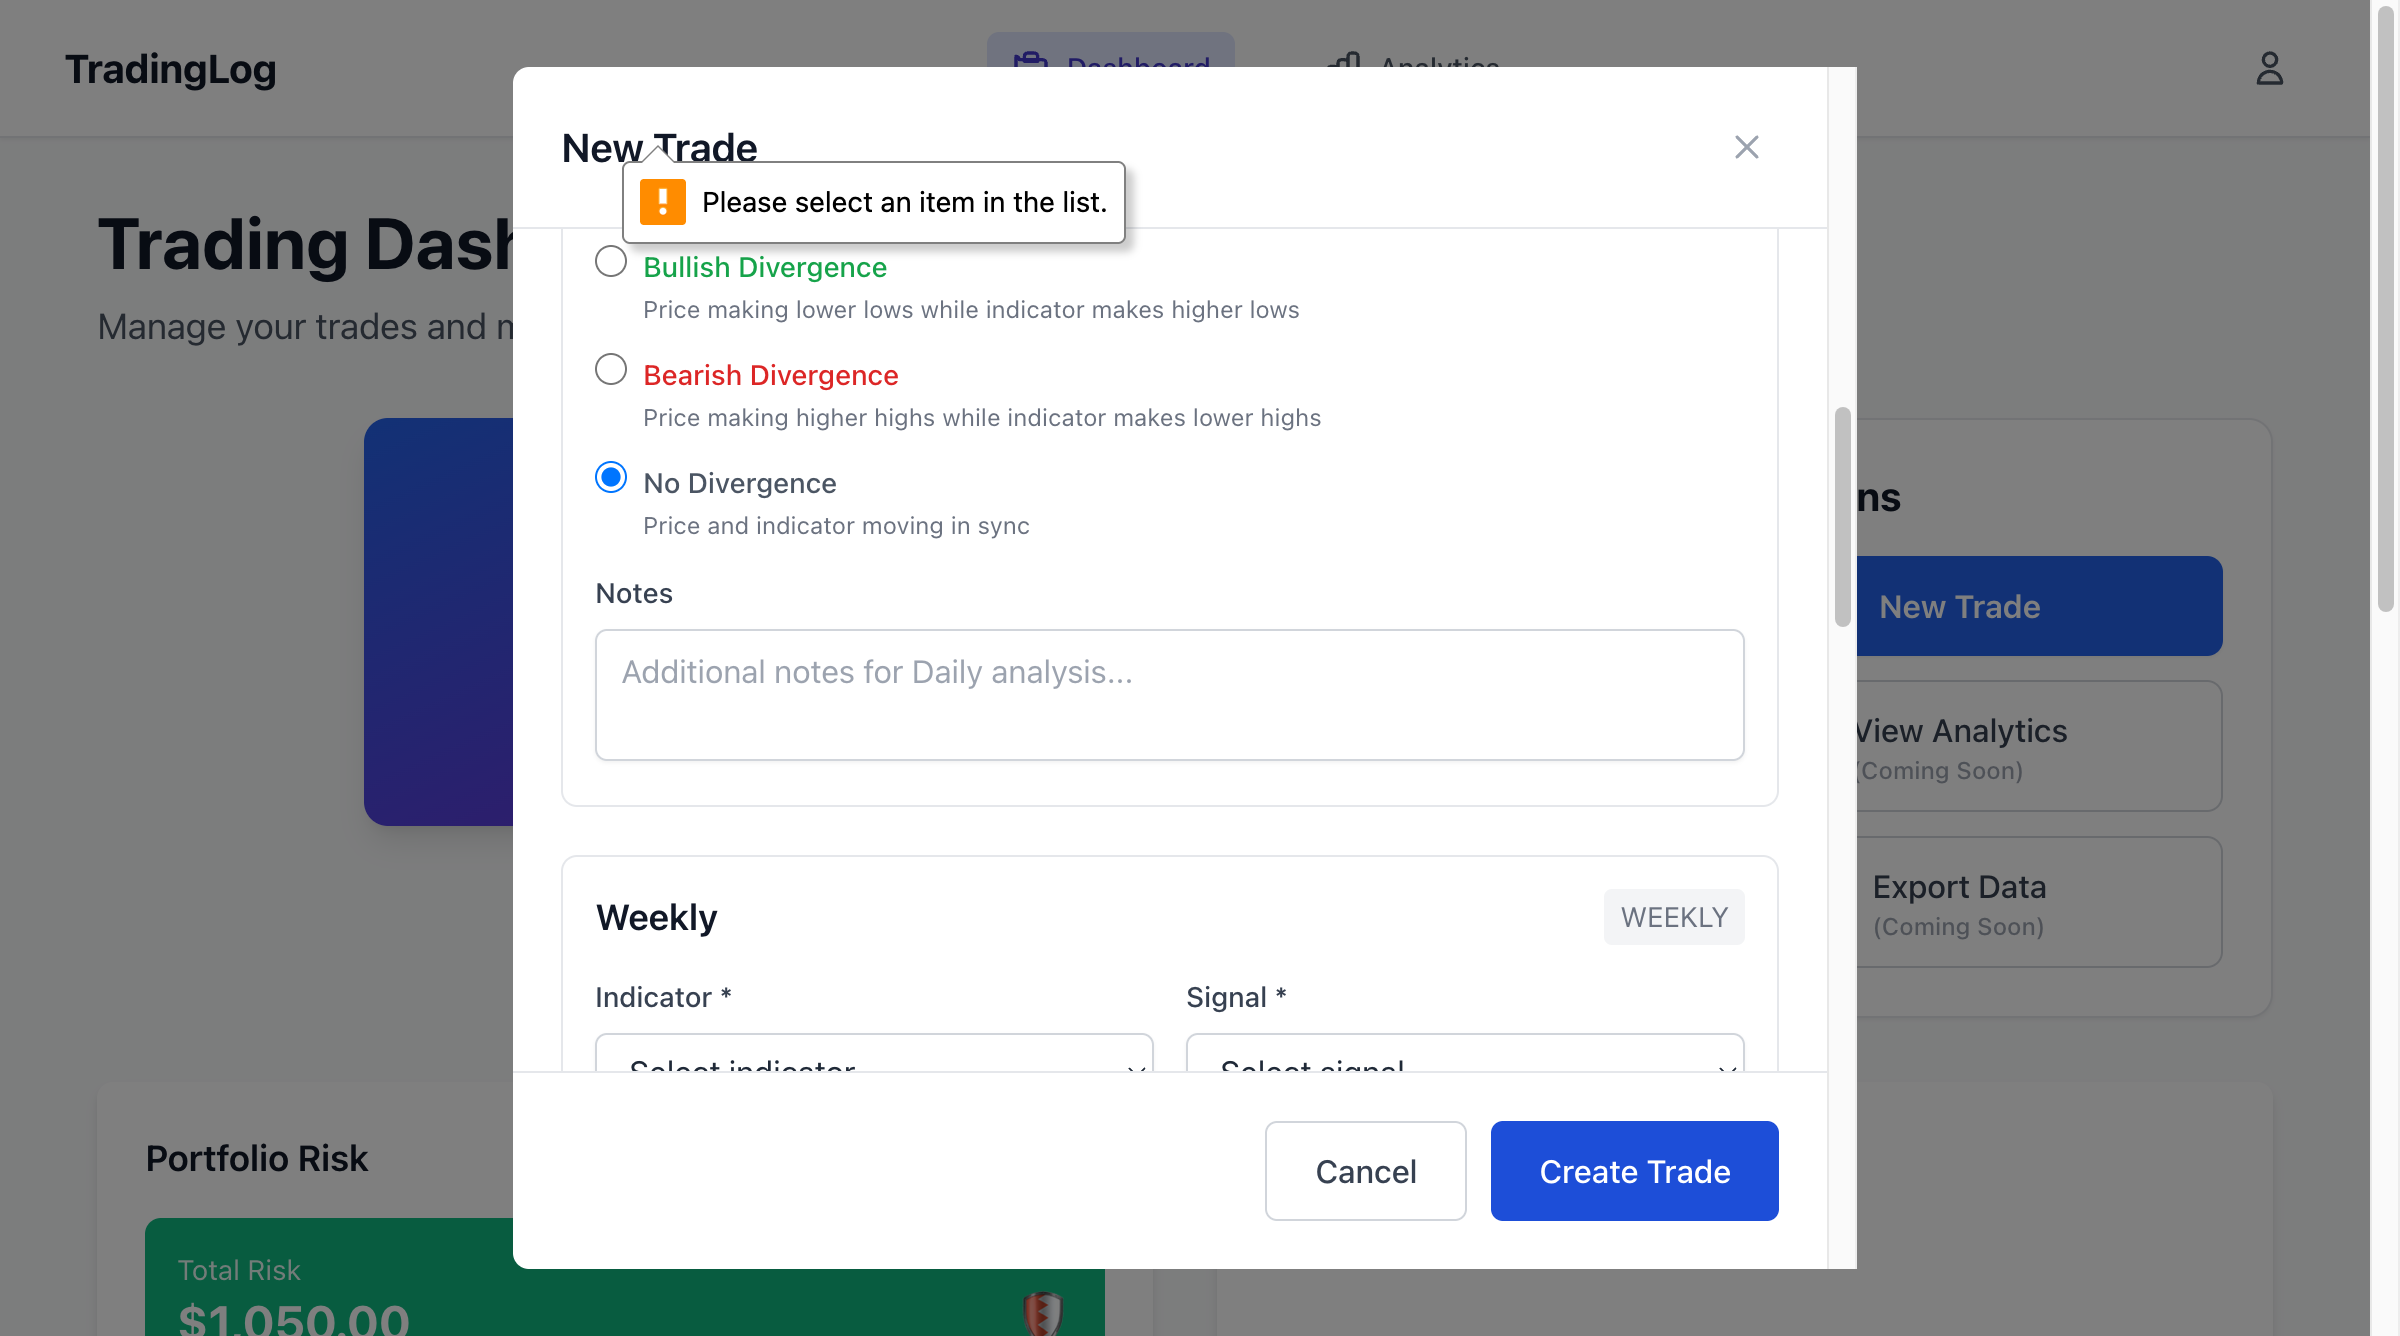 TradingLog
Dashboard
Analytics
New Trade
Please select an item in the list.
Trading Dash
Manage your trades and m
Bullish Divergence
Price making lower lows while indicator makes higher lows
Bearish Divergence
Price making higher highs while indicator makes lower highs
No Divergence
Price and indicator moving in sync
Notes
Additional notes for Daily analysis...
Weekly
WEEKLY
Indicator *
Signal *
Select indicator
Select signal
Cancel
Create Trade
ns
New Trade
View Analytics
(Coming Soon)
Export Data
(Coming Soon)
Portfolio Risk
Total Risk
$1,050.00